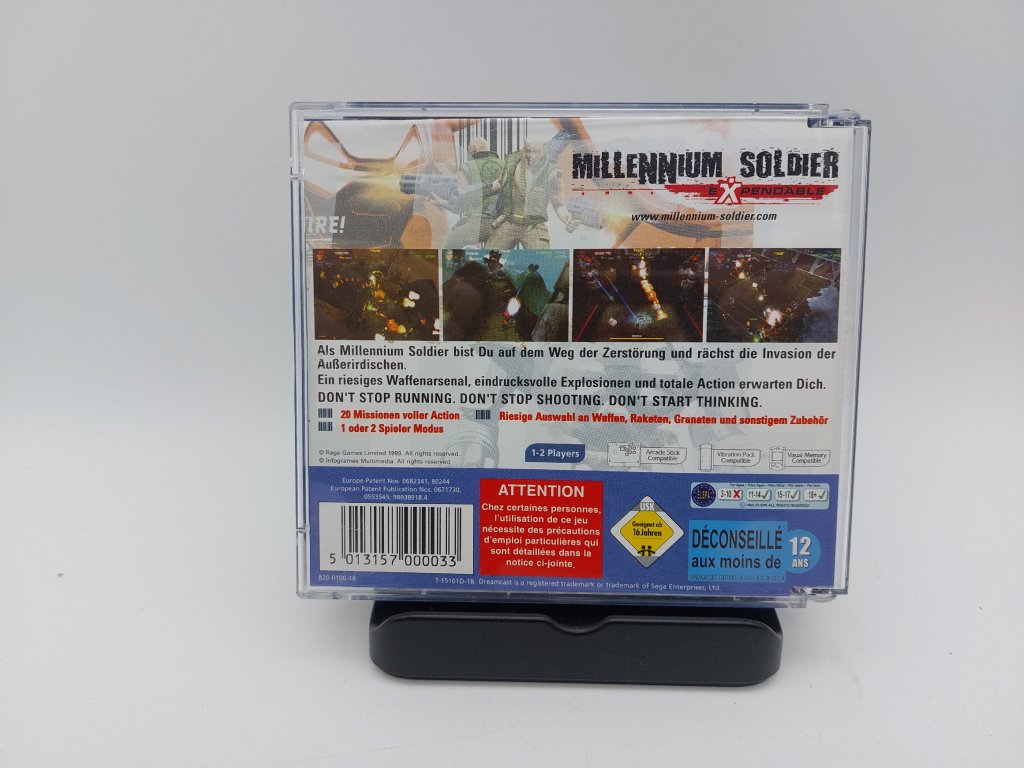 MILLENNIUM SOLDIER
EXPENDABLE
www.millennium-soldier.com
IRE!
Als Millennium Soldier bist Du auf dem Weg der Zerstörung und rächst die Invasion der
Außerirdischen.
Ein riesiges Waffenarsenal, eindrucksvolle Explosionen und totale Action erwarten Dich.
DON'T STOP RUNNING. DON'T STOP SHOOTING. DON'T START THINKING.
20 Missionen voller Action
Riesige Auswahl an Waffen, Raketen, Granaten und sonstigem Zubehör
1 oder 2 Spieler Modus
© Rage Games Limited 1999. All rights reserved.
© Infogrames Multimedia. All rights reserved.
1-2 Players
Arcade Stick
Compatible
Vibration Pack
Compatible
Visual Memory
Compatible
Europe Patent Nos. 0682341, 80244
European Patent Publication Nos. 0671730,
0553545, 98938918.4
5 013157 000033
820-0100-18
ATTENTION
Chez certaines personnes,
l'utilisation de ce jeu
nécessite des précautions
d'emploi particulières qui
sont détaillées dans la
notice ci-jointe.
USK
Geeignet ab
16 Jahren
ELSPA
3-10
11-14
15-17
18+
DÉCONSEILLÉ
aux moins de
12
ANS
T-15101D-18 Dreamcast is a registered trademark or trademark of Sega Enterprises, Ltd.